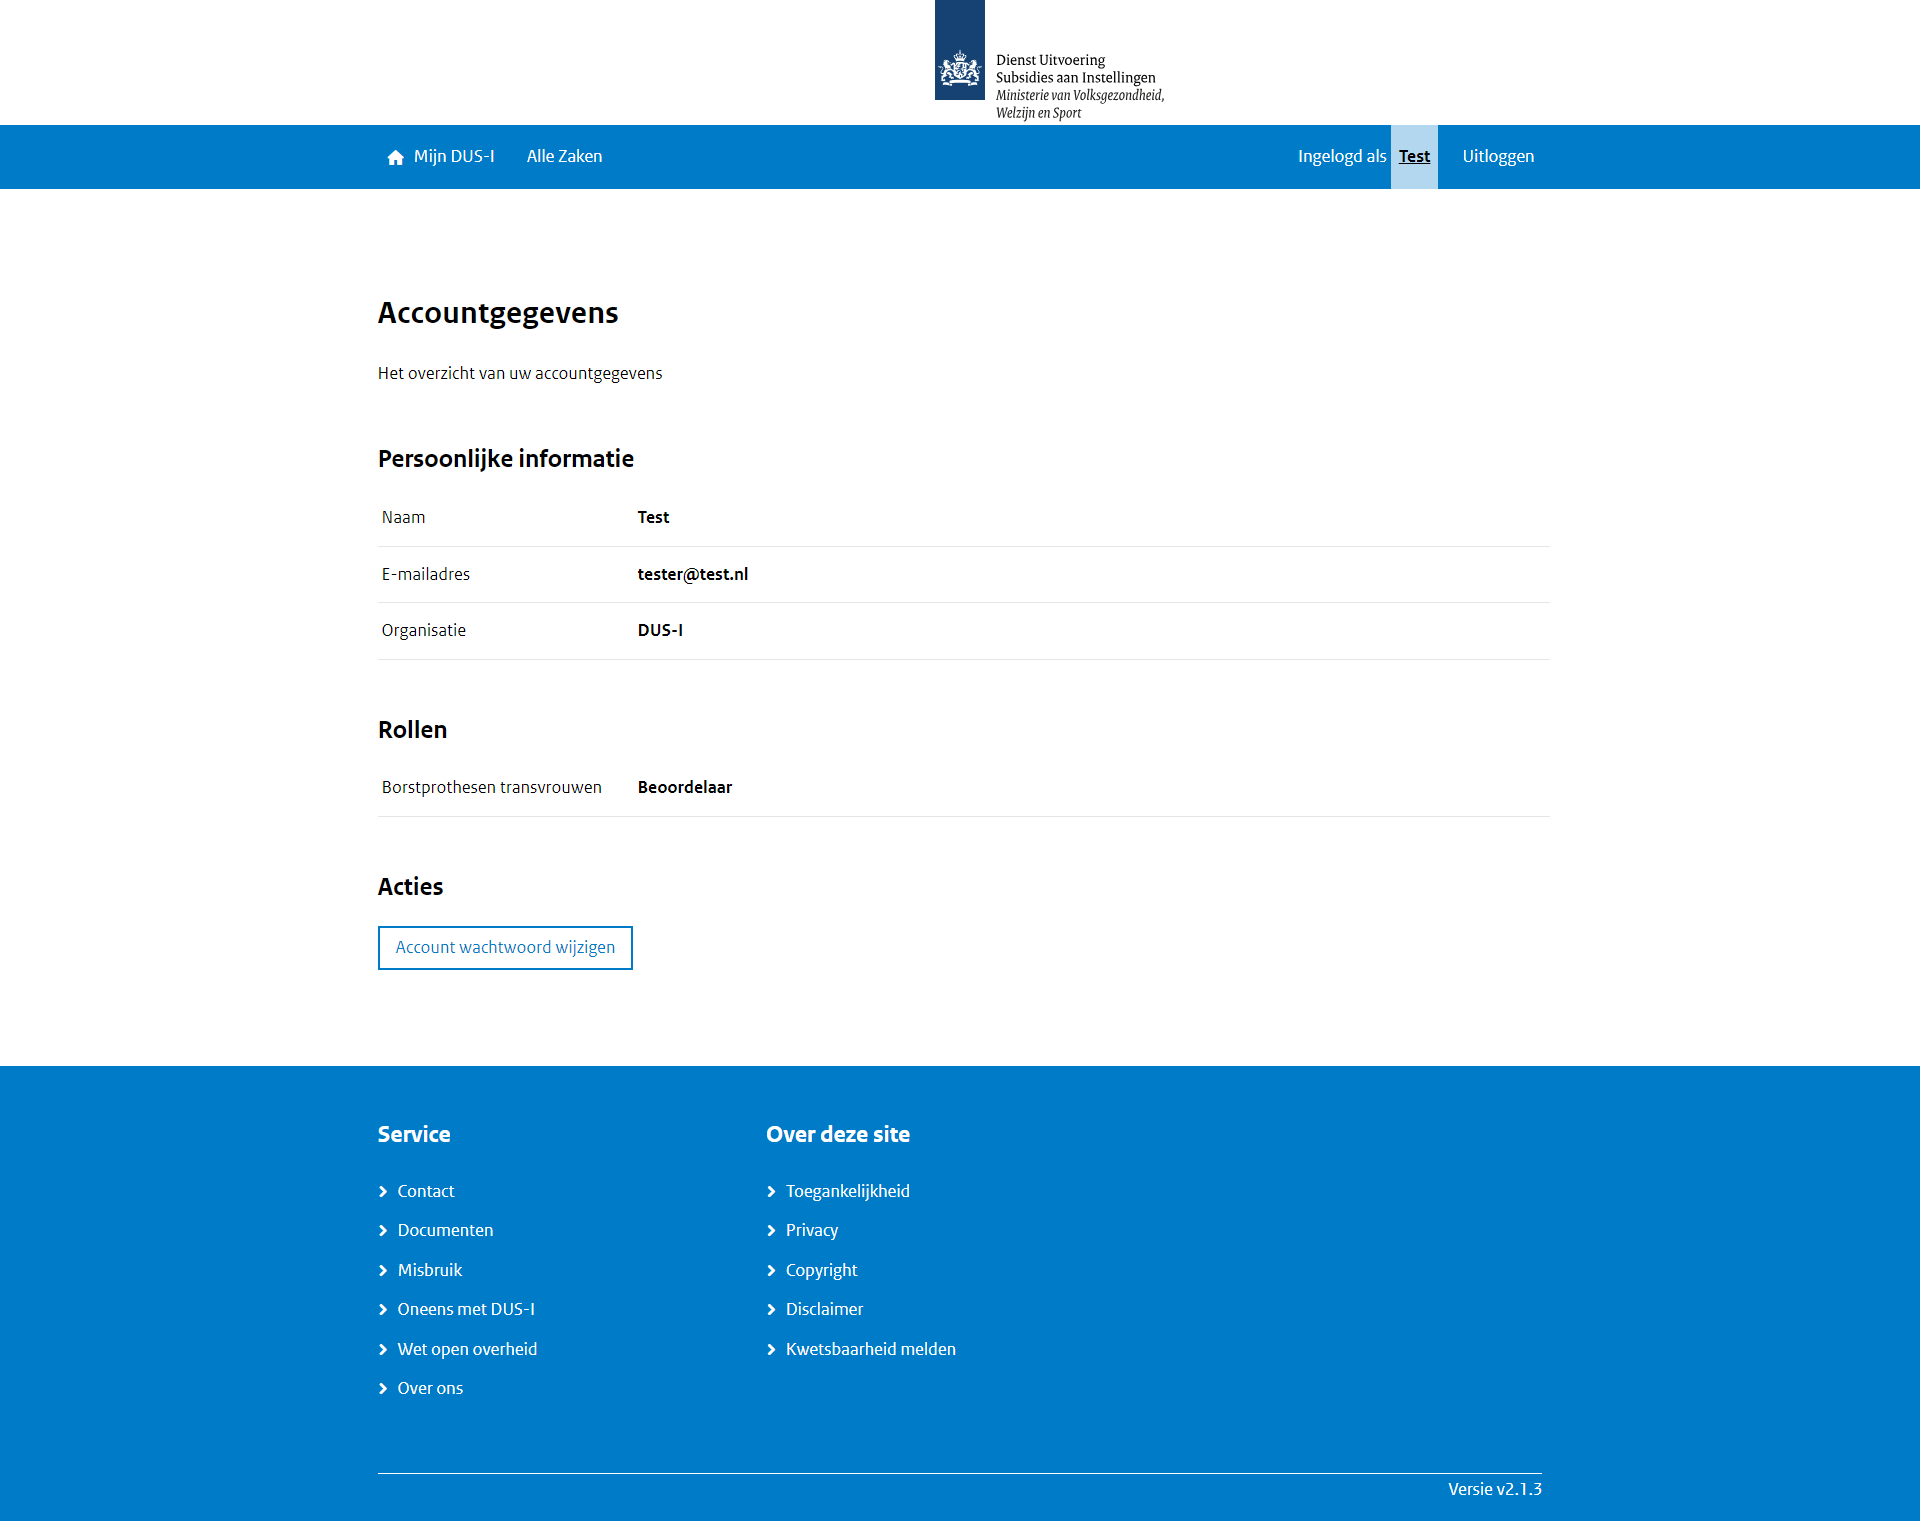 Dienst Uitvoering
Subsidies aan Instellingen
Ministerie van Volksgezondheid,
Welzijn en Sport
Mijn DUS-I Alle Zaken Ingelogd als Test Uitloggen
Accountgegevens
Het overzicht van uw accountgegevens
Persoonlijke informatie
Naam Test
E-mailadres tester@test.nl
Organisatie DUS-I
Rollen
Borstprothesen transvrouwen Beoordelaar
Acties
Account wachtwoord wijzigen
Service
Contact
Documenten
Misbruik
Oneens met DUS-I
Wet open overheid
Over ons
Over deze site
Toegankelijkheid
Privacy
Copyright
Disclaimer
Kwetsbaarheid melden
Versie v2.1.3